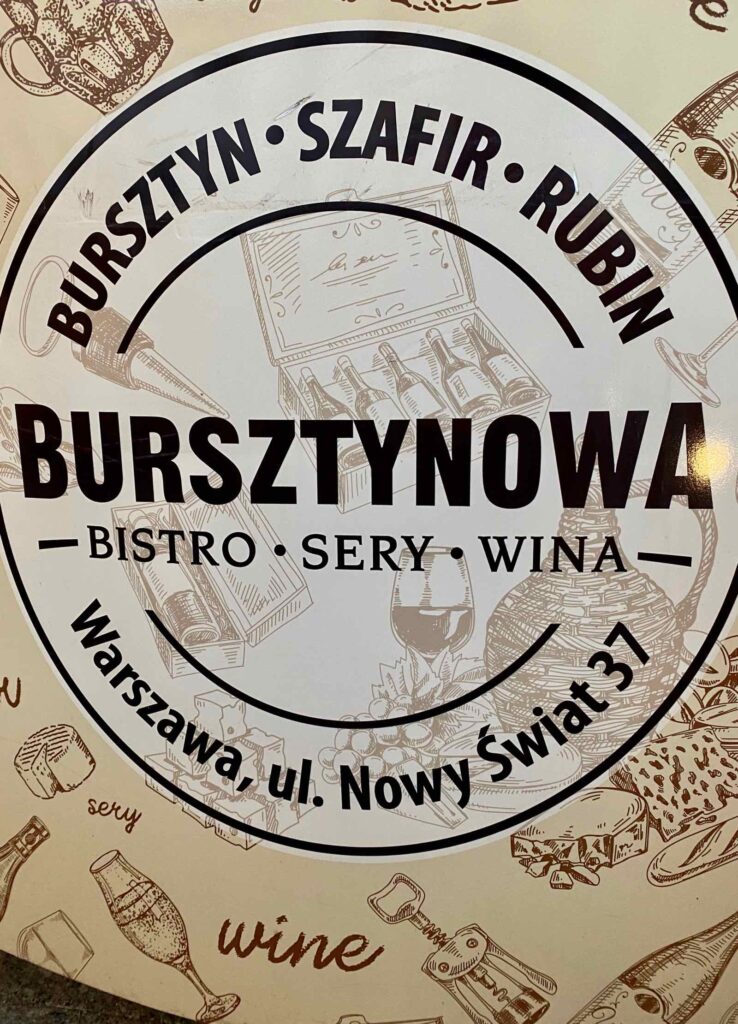 BURSZTYN • SZAFIR • RUBIN
BURSZTYNOWA
BISTRO • SERY • WINA
Warszawa, ul. Nowy Świat 37
sery
wine